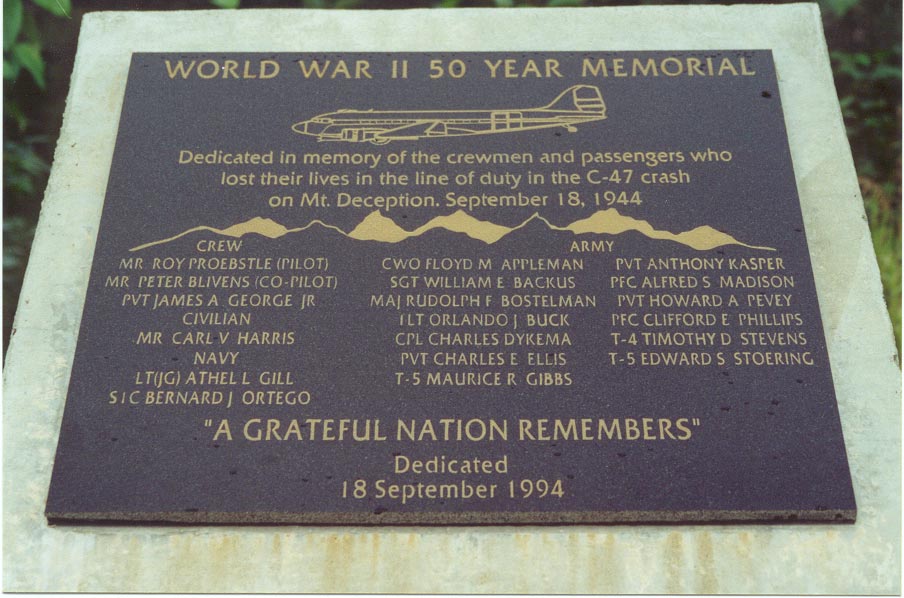 WORLD WAR II 50 YEAR MEMORIAL
Dedicated in memory of the crewmen and passengers who
lost their lives in the line of duty in the C-47 crash
on Mt. Deception. September 18, 1944
CREW
MR ROY PROEBSTLE (PILOT)
MR PETER BLIVENS (CO-PILOT)
PVT JAMES A GEORGE JR
CIVILIAN
MR CARL V HARRIS
NAVY
LT(JG) ATHEL L GILL
S1C BERNARD J ORTEGO
ARMY
CWO FLOYD M APPLEMAN
SGT WILLIAM E BACKUS
MAJ RUDOLPH F BOSTELMAN
1LT ORLANDO J BUCK
CPL CHARLES DYKEMA
PVT CHARLES E ELLIS
T-5 MAURICE R GIBBS
PVT ANTHONY KASPER
PFC ALFRED S MADISON
PVT HOWARD A PEVEY
PFC CLIFFORD E PHILLIPS
T-4 TIMOTHY D STEVENS
T-5 EDWARD S STOERING
"A GRATEFUL NATION REMEMBERS"
Dedicated
18 September 1994